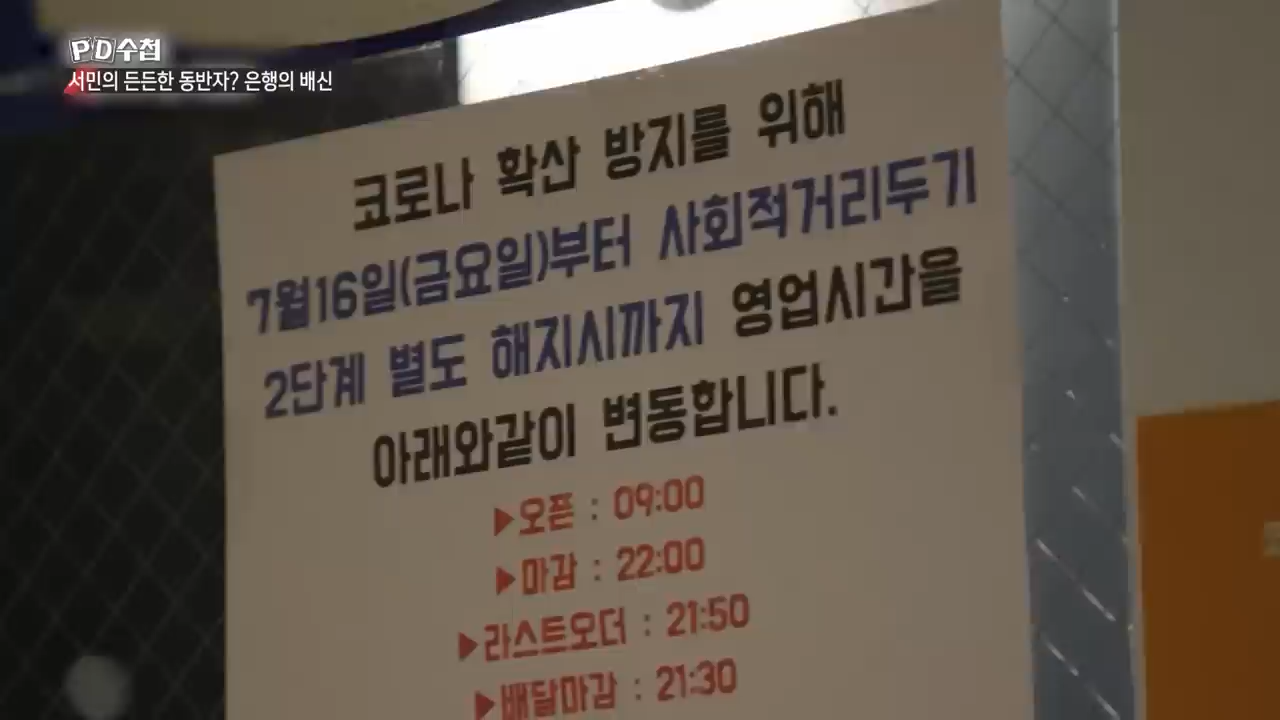 PD수첩
서민의 든든한 동반자? 은행의 배신
코로나 확산 방지를 위해
7월16일(금요일)부터 사회적거리두기
2단계 별도 해지시까지 영업시간을
아래와같이 변동합니다.
▶오픈 : 09:00
▶마감 : 22:00
▶라스트오더 : 21:50
▶배달마감 : 21:30